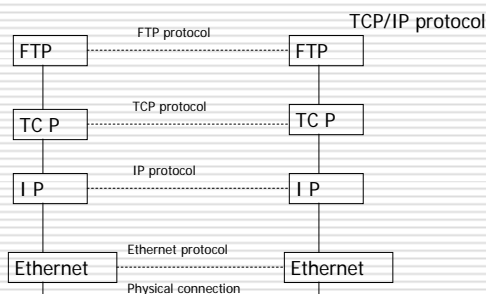 TCP/IP protocol
FTP protocol
FTP FTP
TCP protocol
TC P TC P
IP protocol
I P I P
Ethernet protocol
Ethernet Ethernet
Physical connection